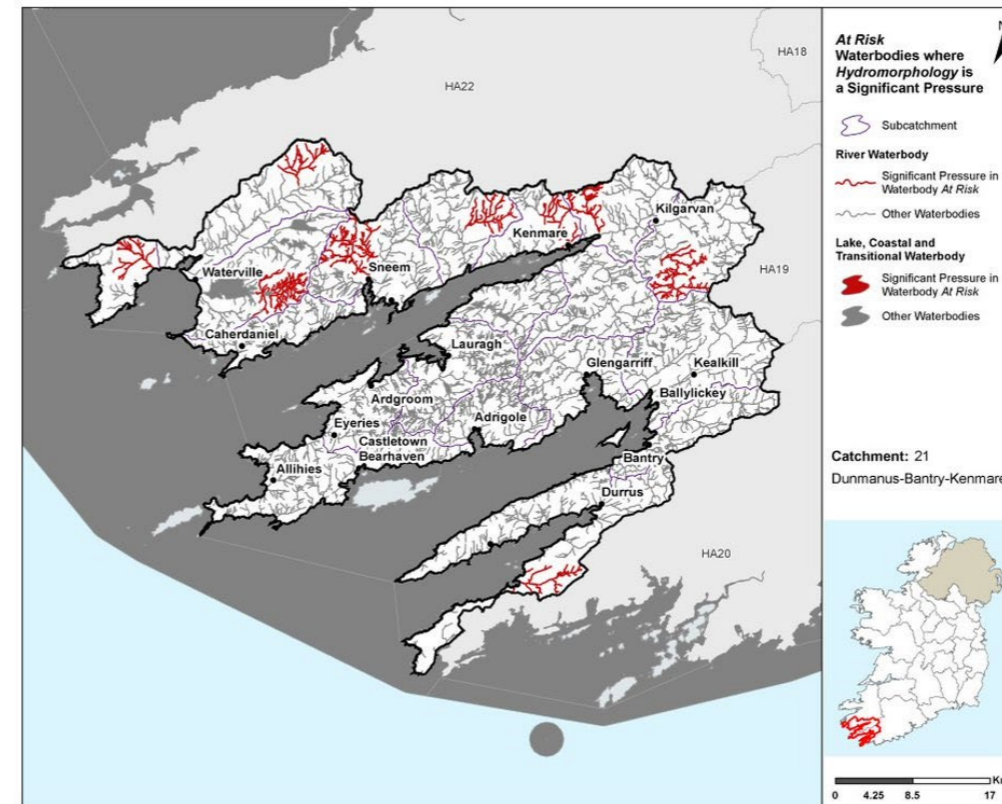 HA18
HA22
HA19
HA20
Kilgarvan
Kenmare
Sneem
Waterville
Caherdaniel
Lauragh
Glengarriff
Kealkill
Ballylickey
Ardgroom
Adrigole
Eyeries
Castletown
Bearhaven
Allihies
Bantry
Durrus
N
At Risk
Waterbodies where
Hydromorphology is
a Significant Pressure
Subcatchment
River Waterbody
Significant Pressure in
Waterbody At Risk
Other Waterbodies
Lake, Coastal and
Transitional Waterbody
Significant Pressure in
Waterbody At Risk
Other Waterbodies
Catchment: 21
Dunmanus-Bantry-Kenmare
0 4.25 8.5 17